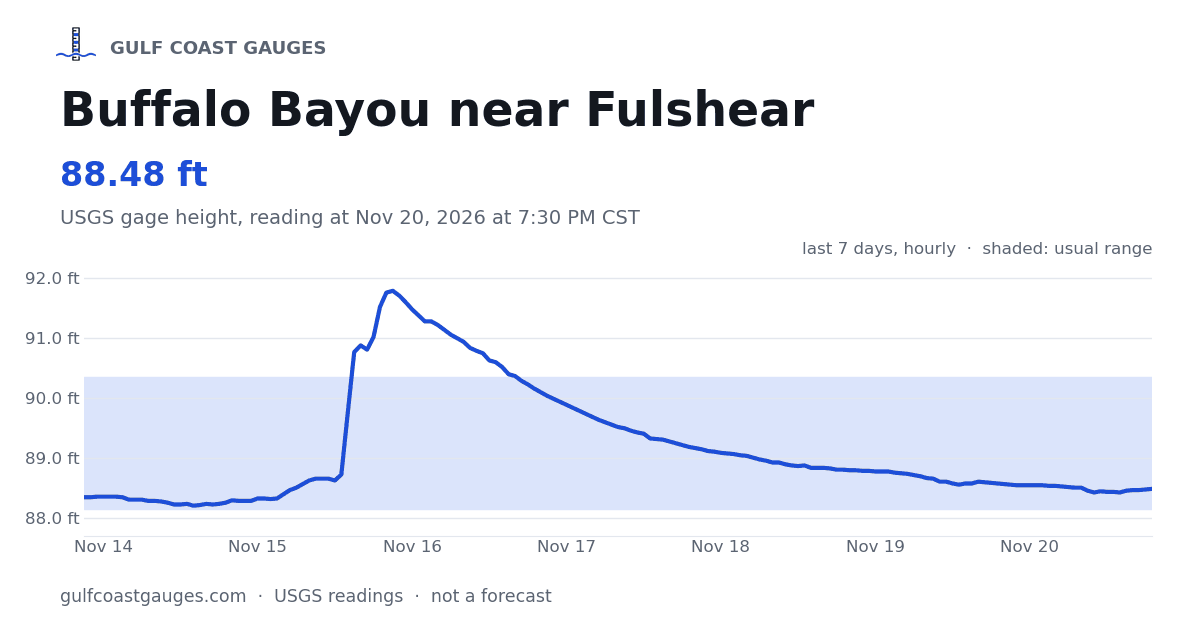 GULF COAST GAUGES
Buffalo Bayou near Fulshear
88.48 ft
USGS gage height, reading at Nov 20, 2026 at 7:30 PM CST
last 7 days, hourly · shaded: usual range
92.0 ft
91.0 ft
90.0 ft
89.0 ft
88.0 ft
Nov 14 Nov 15 Nov 16 Nov 17 Nov 18 Nov 19 Nov 20
gulfcoastgauges.com · USGS readings · not a forecast